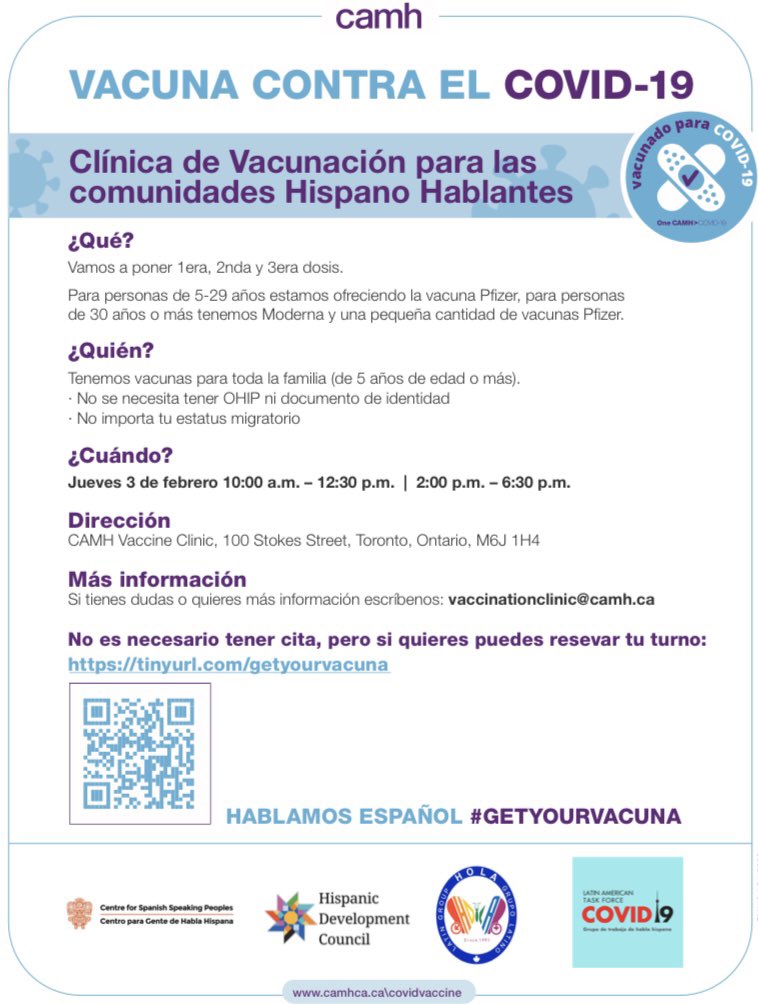 camh
VACUNA CONTRA EL COVID-19
Clínica de Vacunación para las
comunidades Hispano Hablantes
vacunado para COVID-19
One CAMH>COVID-19
¿Qué?
Vamos a poner 1era, 2nda y 3era dosis.
Para personas de 5-29 años estamos ofreciendo la vacuna Pfizer, para personas
de 30 años o más tenemos Moderna y una pequeña cantidad de vacunas Pfizer.
¿Quién?
Tenemos vacunas para toda la familia (de 5 años de edad o más).
· No se necesita tener OHIP ni documento de identidad
· No importa tu estatus migratorio
¿Cuándo?
Jueves 3 de febrero 10:00 a.m. – 12:30 p.m. | 2:00 p.m. – 6:30 p.m.
Dirección
CAMH Vaccine Clinic, 100 Stokes Street, Toronto, Ontario, M6J 1H4
Más información
Si tienes dudas o quieres más información escríbenos: vaccinationclinic@camh.ca
No es necesario tener cita, pero si quieres puedes resevar tu turno:
https://tinyurl.com/getyourvacuna
HABLAMOS ESPAÑOL #GETYOURVACUNA
Centre for Spanish Speaking Peoples
Centro para Gente de Habla Hispana
Hispanic
Development
Council
HOLA
LATIN GROUP
GRUPO LATINO
Since 1991
LATIN AMERICAN
TASK FORCE
COVID19
Grupo de trabajo de habla hispana
www.camhca.ca\covidvaccine